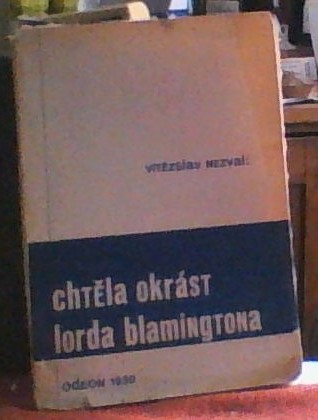 vítězslav nezval:
chtěla okrást
lorda blamingtona
odeon 1930